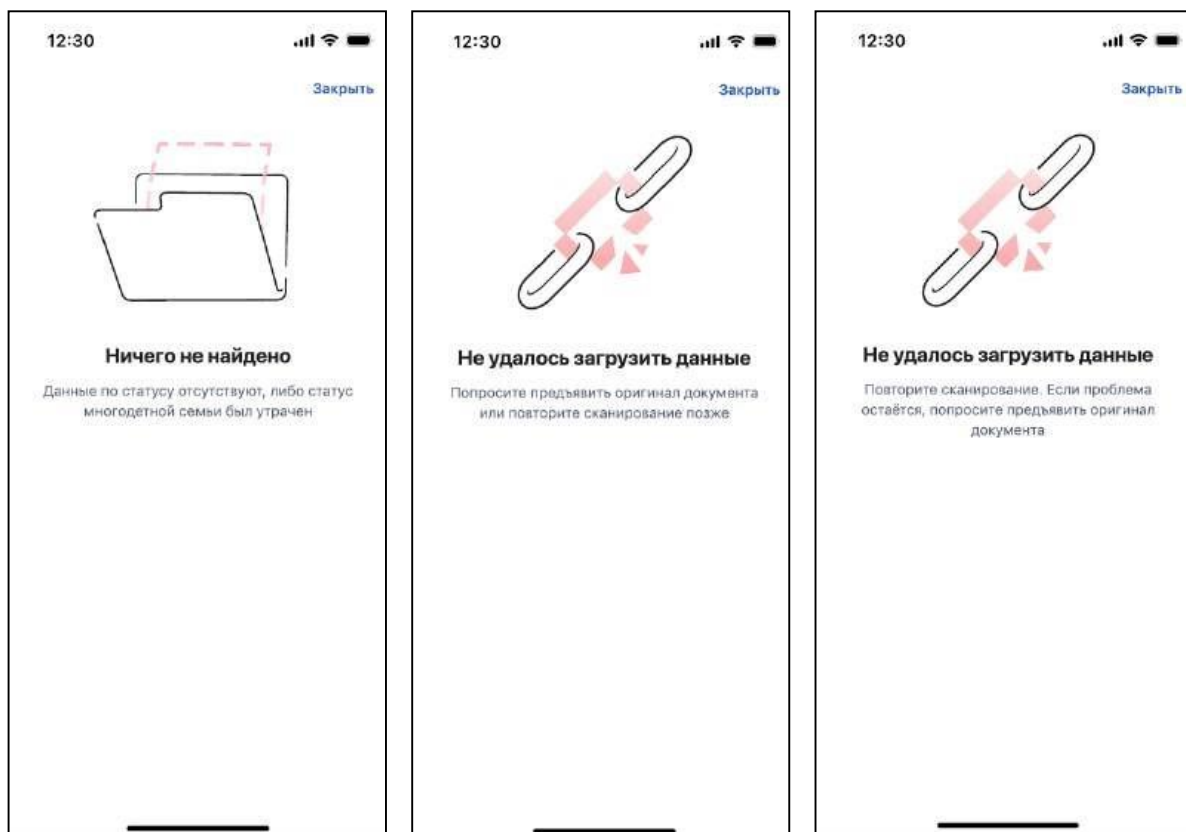 12:30
Закрыть
Ничего не найдено
Данные по статусу отсутствуют, либо статус
многодетной семьи был утрачен
12:30
Закрыть
Не удалось загрузить данные
Попросите предъявить оригинал документа
или повторите сканирование позже
12:30
Закрыть
Не удалось загрузить данные
Повторите сканирование. Если проблема
остаётся, попросите предъявить оригинал
документа